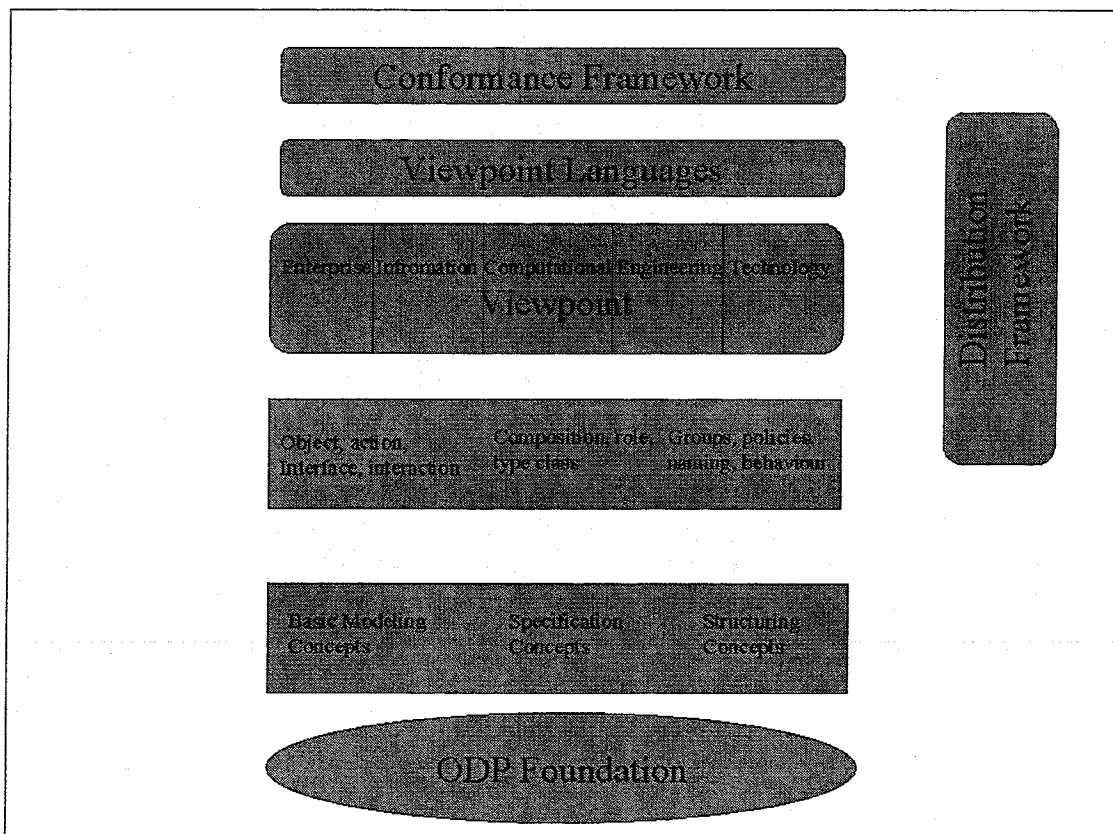 Conformance Framework
Viewpoint Languages
Enterprise Infromation Computational Engineering Technology
Viewpoint
Distribution
Framework
Object, action,
Interface, interaction
Composition, role,
type class
Groups, policies,
naming, behaviour
Basic Modeling
Concepts
Specification
Concepts
Structuring
Concepts
ODP Foundation